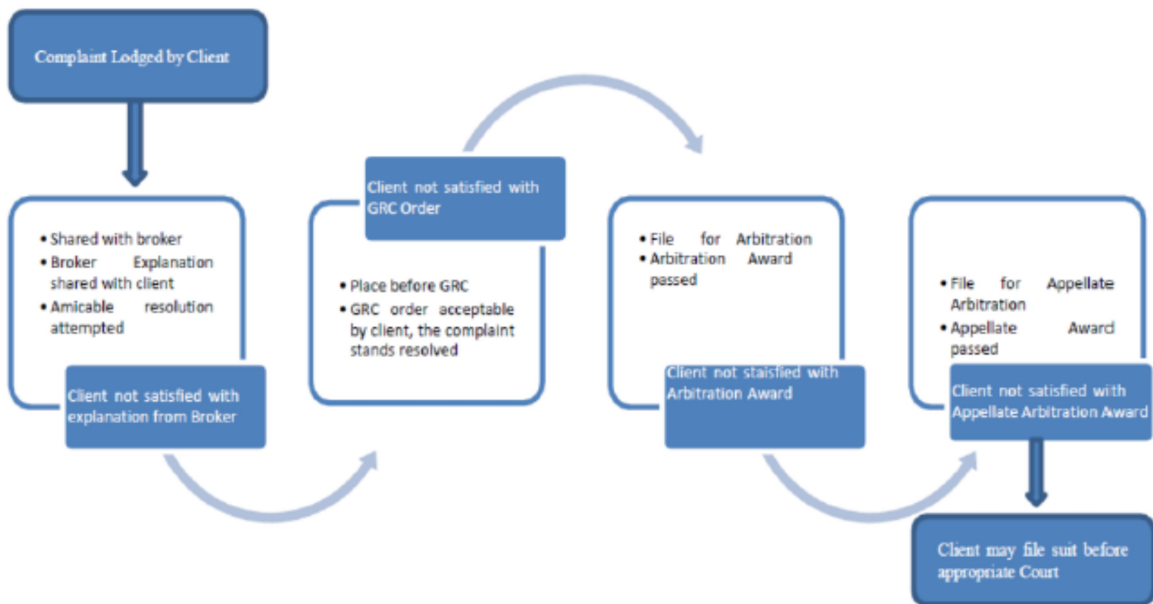 Complaint Lodged by Client
• Shared with broker
• Broker Explanation
shared with client
• Amicable resolution
attempted
Client not satisfied with
explanation from Broker
Client not satisfied with
GRC Order
• Place before GRC
• GRC order acceptable
by client, the complaint
stands resolved
• File for Arbitration
• Arbitration Award
passed
Client not staisfied with
Arbitration Award
• File for Appellate
Arbitration
• Appellate Award
passed
Client not satisfied with
Appellate Arbitration Award
Client may file suit before
appropriate Court